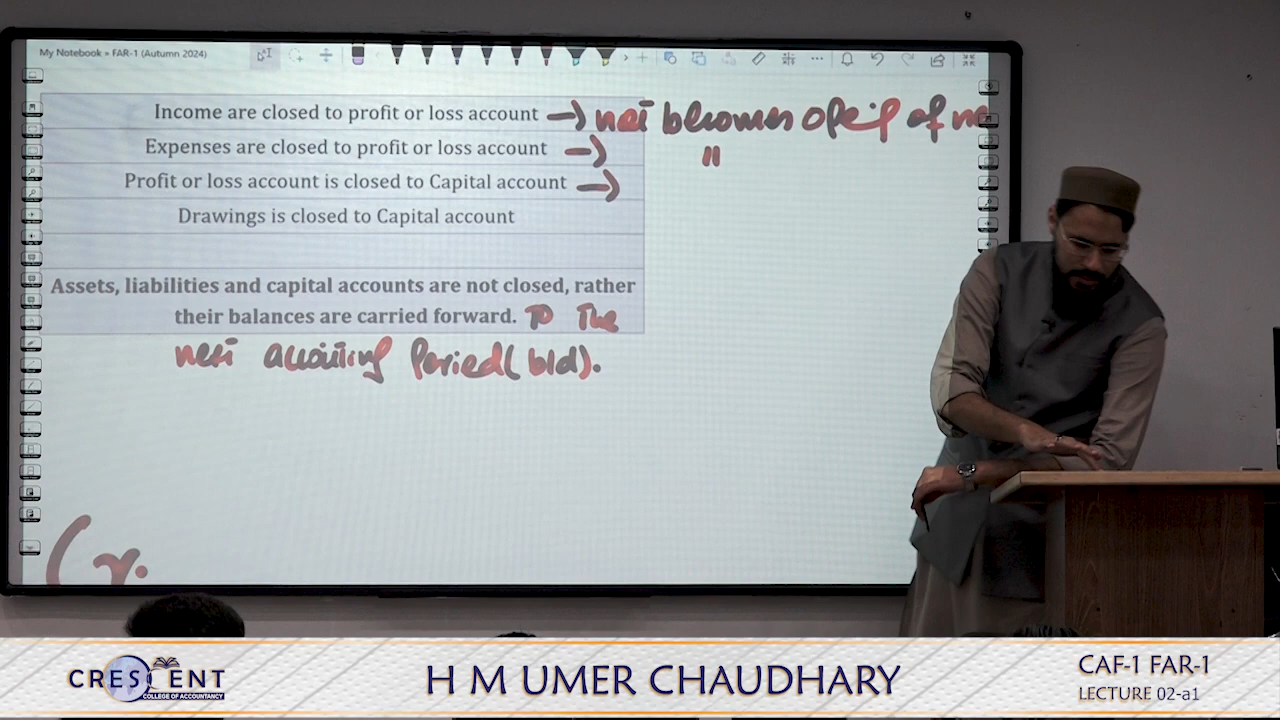 My Notebook » FAR-1 (Autumn 2024)
Income are closed to profit or loss account → becomes of
Expenses are closed to profit or loss account → "
Profit or loss account is closed to Capital account →
Drawings is closed to Capital account
Assets, liabilities and capital accounts are not closed, rather
their balances are carried forward. To The
Period (bld).
CRESCENT
COLLEGE OF ACCOUNTANCY
H M UMER CHAUDHARY
CAF-1 FAR-1
LECTURE 02-a1